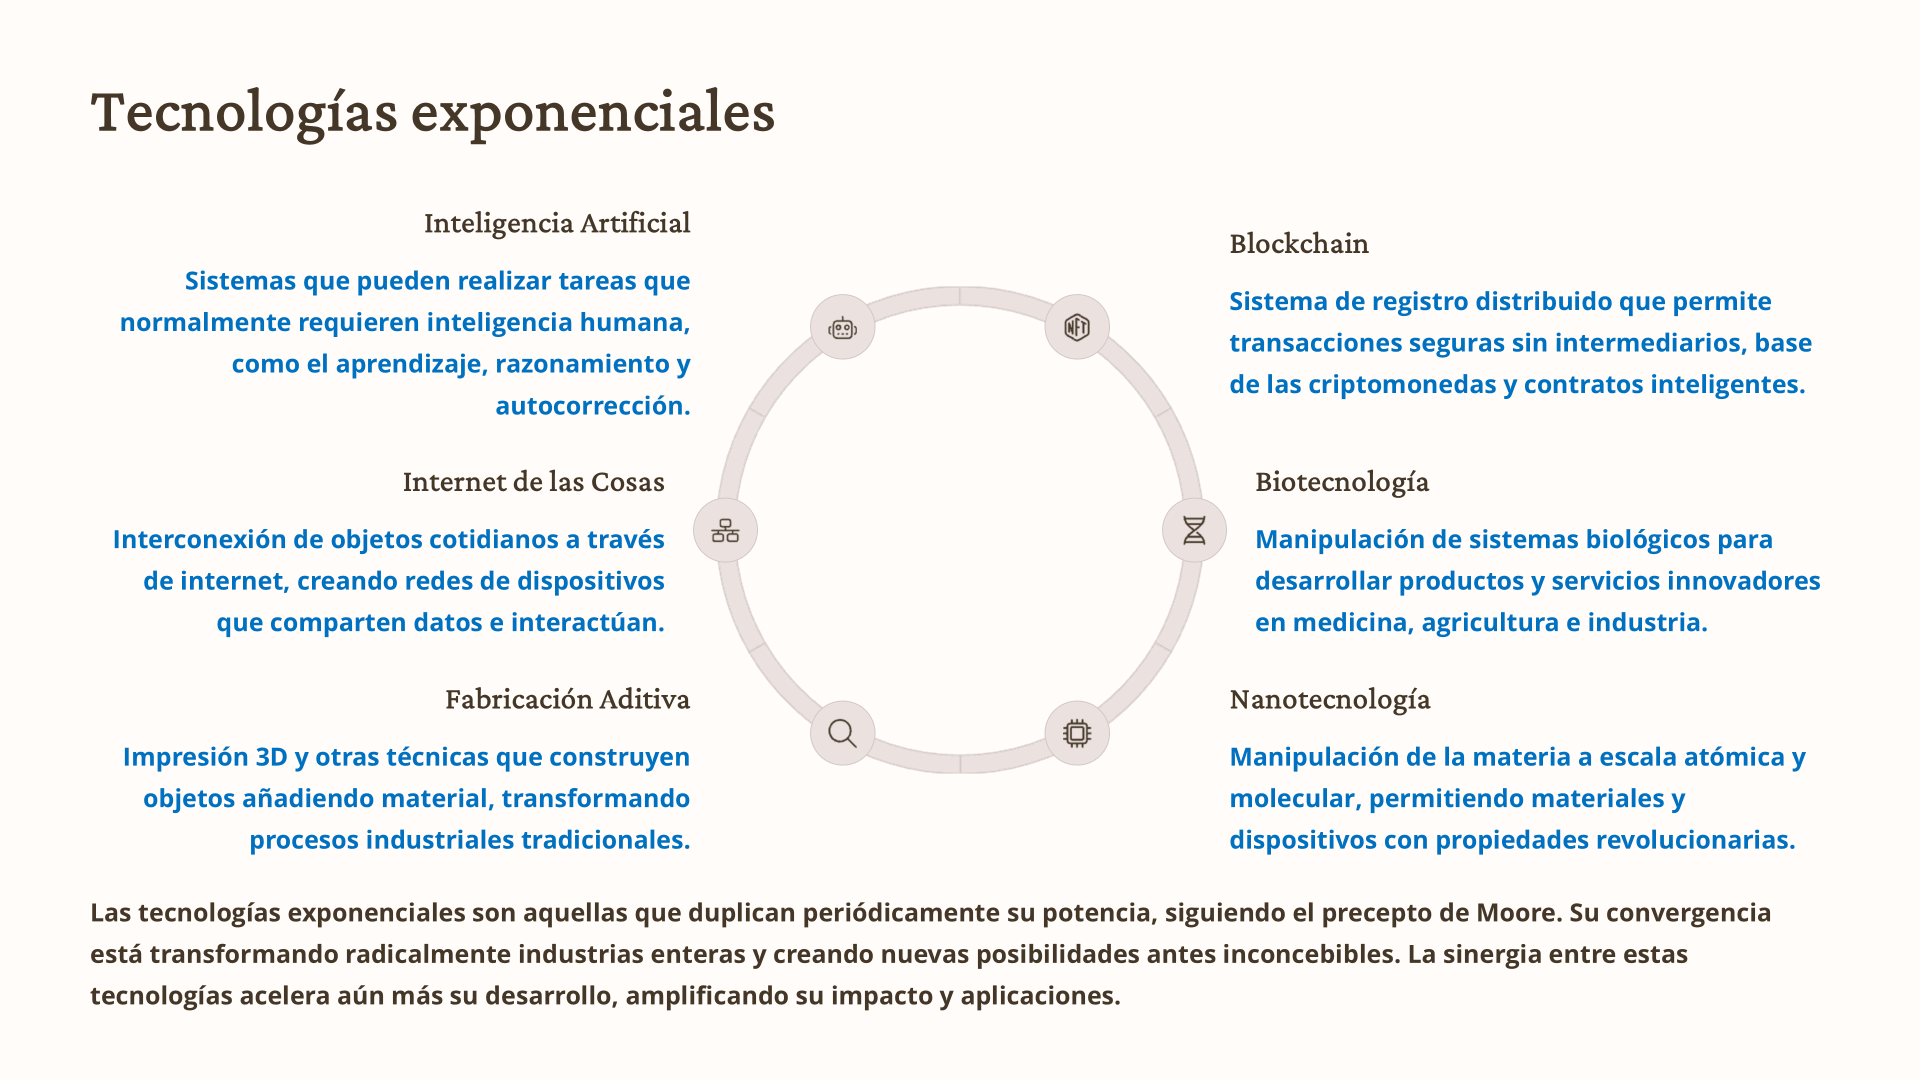 Tecnologías exponenciales
Inteligencia Artificial
Sistemas que pueden realizar tareas que
normalmente requieren inteligencia humana,
como el aprendizaje, razonamiento y
autocorrección.
Blockchain
Sistema de registro distribuido que permite
transacciones seguras sin intermediarios, base
de las criptomonedas y contratos inteligentes.
NFT
Internet de las Cosas
Interconexión de objetos cotidianos a través
de internet, creando redes de dispositivos
que comparten datos e interactúan.
Biotecnología
Manipulación de sistemas biológicos para
desarrollar productos y servicios innovadores
en medicina, agricultura e industria.
Fabricación Aditiva
Impresión 3D y otras técnicas que construyen
objetos añadiendo material, transformando
procesos industriales tradicionales.
Nanotecnología
Manipulación de la materia a escala atómica y
molecular, permitiendo materiales y
dispositivos con propiedades revolucionarias.
Las tecnologías exponenciales son aquellas que duplican periódicamente su potencia, siguiendo el precepto de Moore. Su convergencia
está transformando radicalmente industrias enteras y creando nuevas posibilidades antes inconcebibles. La sinergia entre estas
tecnologías acelera aún más su desarrollo, amplificando su impacto y aplicaciones.